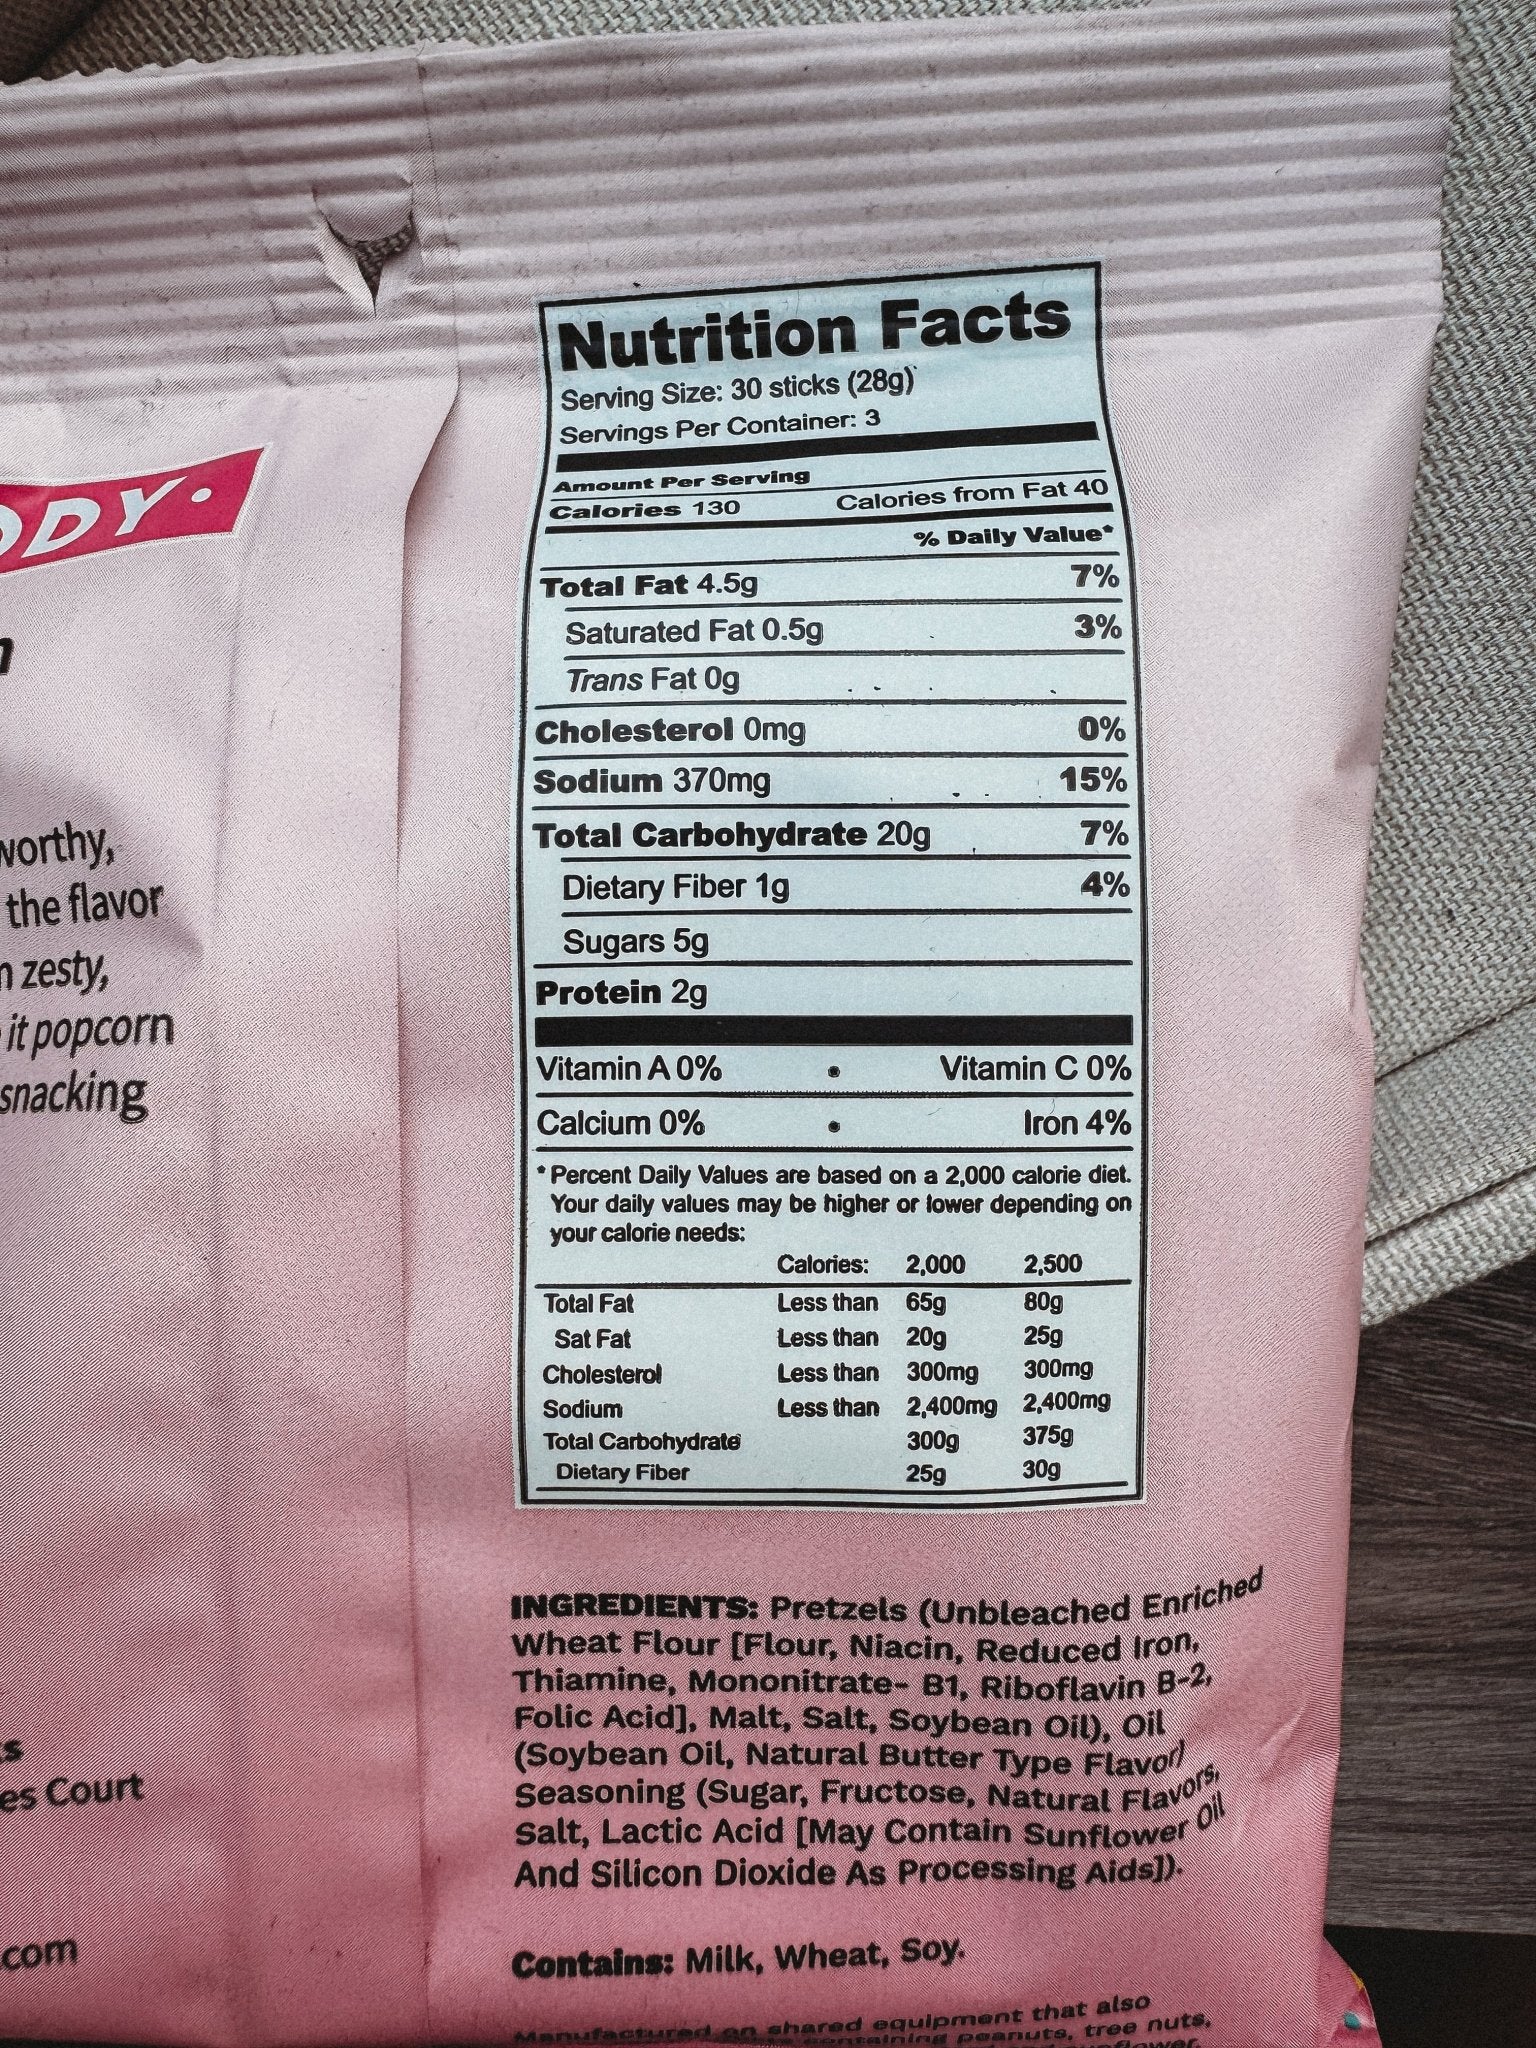 DY.
worthy,
the flavor
zesty,
it popcorn
snacking
es Court
.com
Nutrition Facts
Serving Size: 30 sticks (28g)
Servings Per Container: 3
Amount Per Serving
Calories 130 Calories from Fat 40
% Daily Value*
Total Fat 4.5g 7%
Saturated Fat 0.5g 3%
Trans Fat 0g
Cholesterol 0mg 0%
Sodium 370mg 15%
Total Carbohydrate 20g 7%
Dietary Fiber 1g 4%
Sugars 5g
Protein 2g
Vitamin A 0% • Vitamin C 0%
Calcium 0% • Iron 4%
* Percent Daily Values are based on a 2,000 calorie diet.
Your daily values may be higher or lower depending on
your calorie needs:
Calories: 2,000 2,500
Total Fat Less than 65g 80g
Sat Fat Less than 20g 25g
Cholesterol Less than 300mg 300mg
Sodium Less than 2,400mg 2,400mg
Total Carbohydrate 300g 375g
Dietary Fiber 25g 30g
INGREDIENTS: Pretzels (Unbleached Enriched
Wheat Flour [Flour, Niacin, Reduced Iron,
Thiamine, Mononitrate- B1, Riboflavin B-2,
Folic Acid], Malt, Salt, Soybean Oil), Oil
(Soybean Oil, Natural Butter Type Flavor)
Seasoning (Sugar, Fructose, Natural Flavors,
Salt, Lactic Acid [May Contain Sunflower Oil
And Silicon Dioxide As Processing Aids]).
Contains: Milk, Wheat, Soy.
Manufactured on shared equipment that also
containing peanuts, tree nuts,